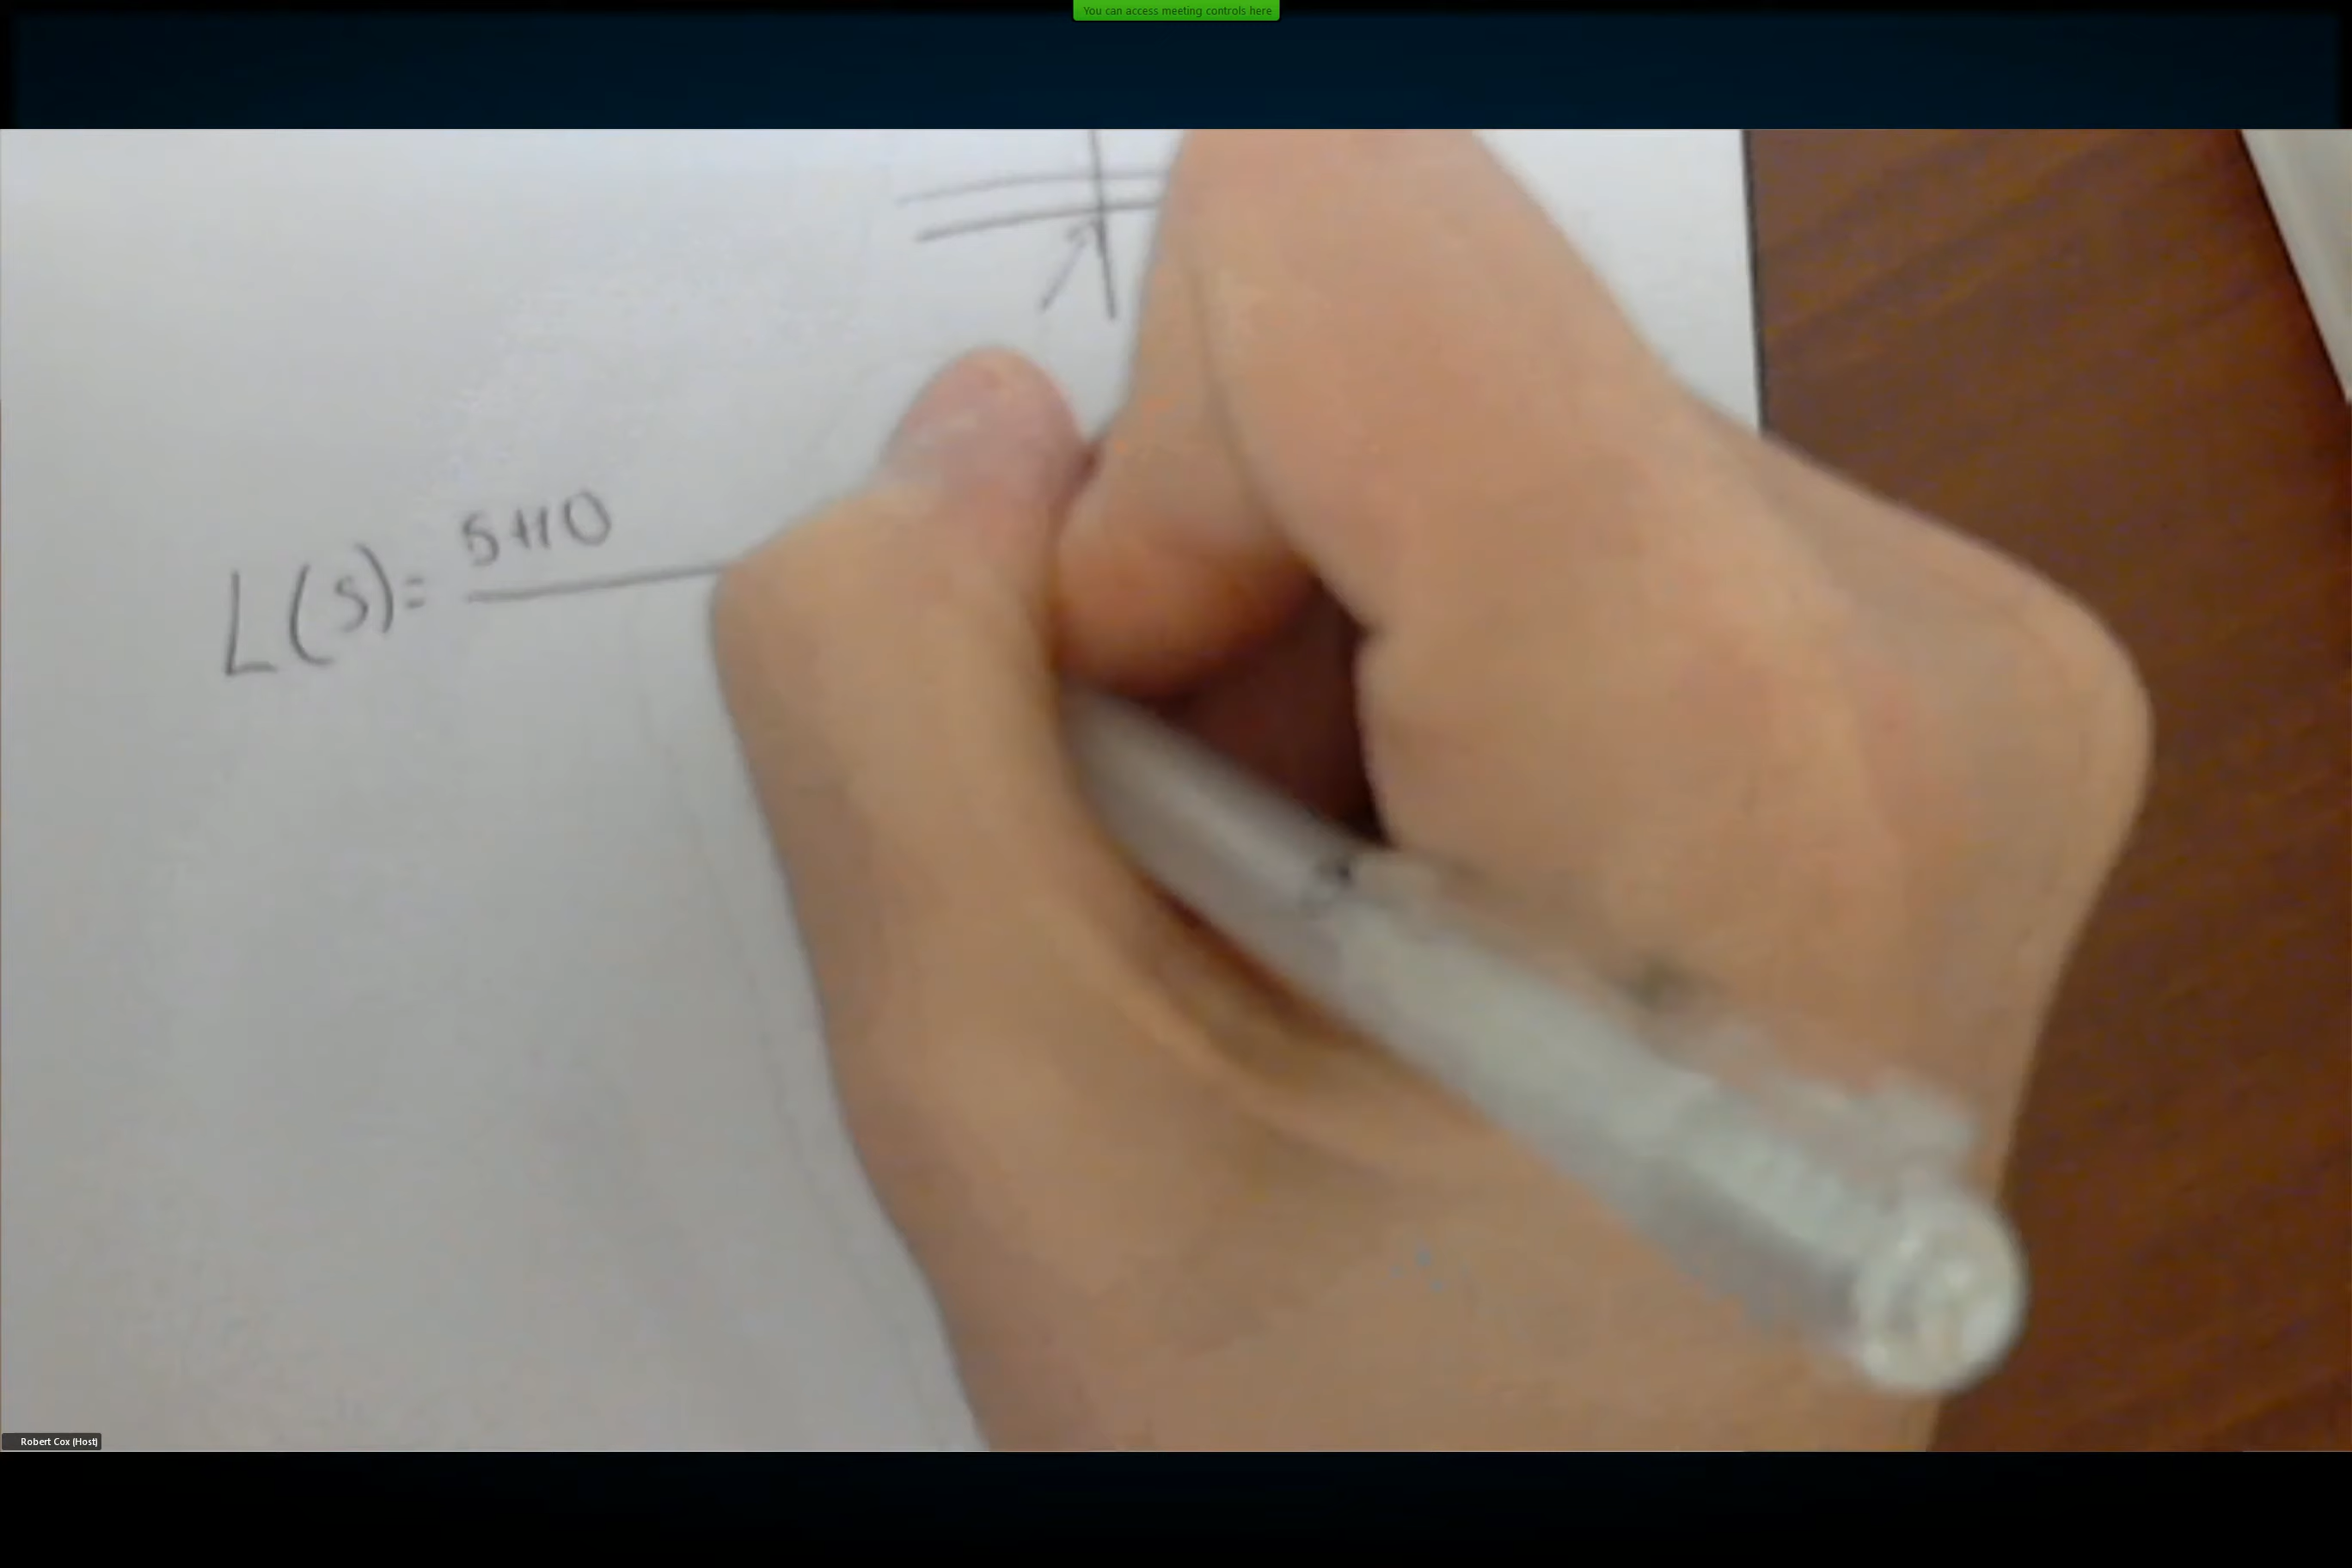 You can access meeting controls here
s+10
L(s)=
Robert Cox (Host)